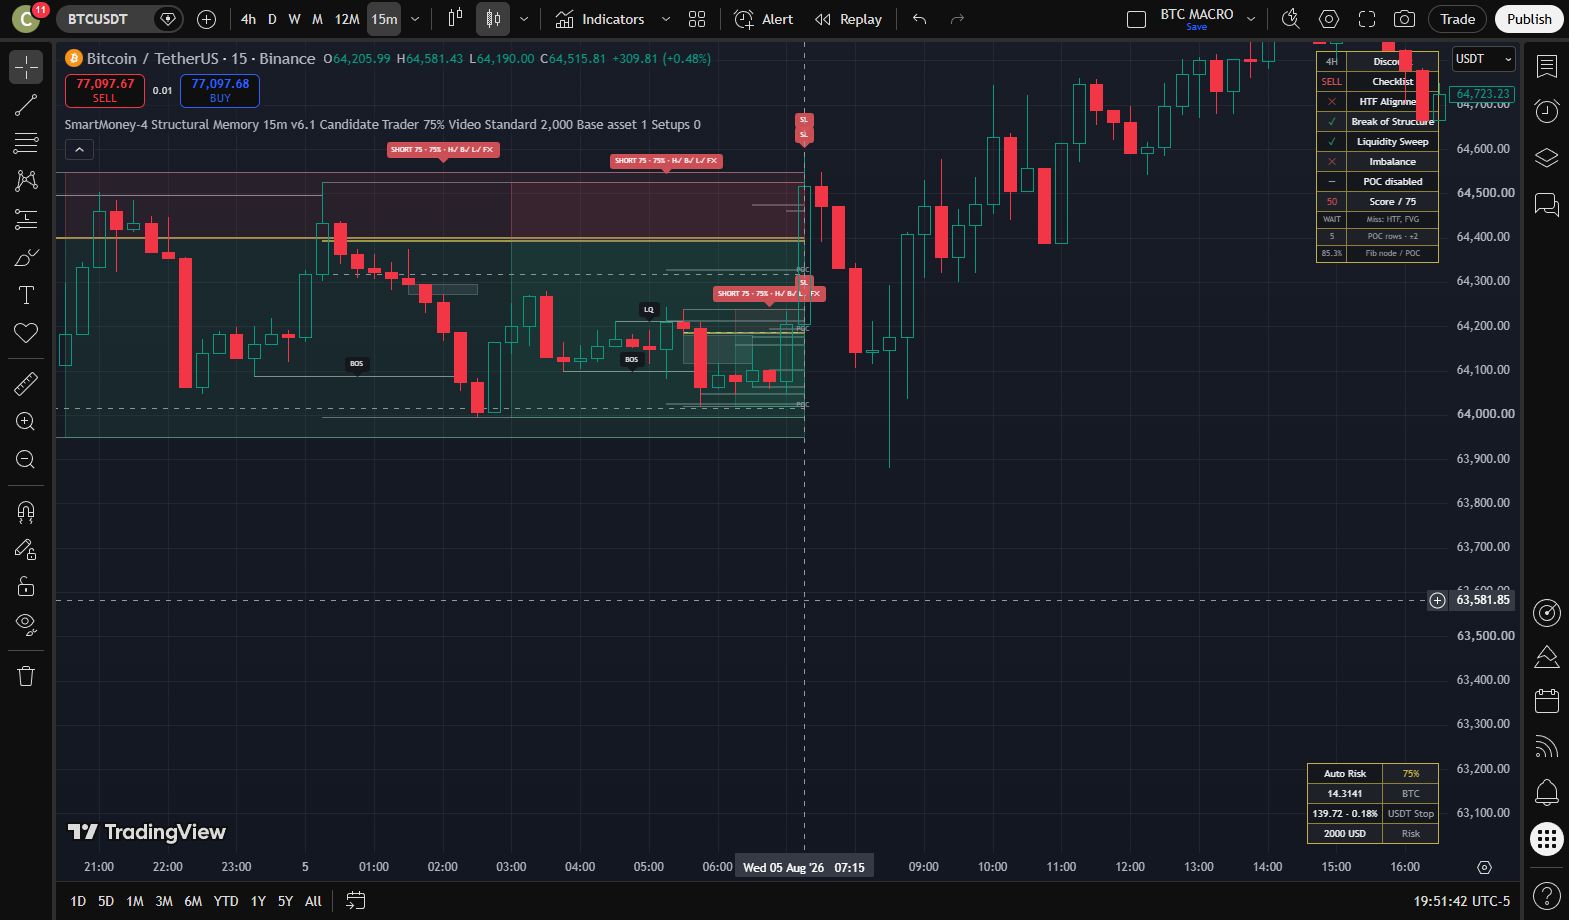 C 11 BTCUSDT 4h D W M 12M 15m Indicators Alert Replay BTC MACRO Save Trade Publish
Bitcoin / TetherUS · 15 · Binance O64,205.99 H64,581.43 L64,190.00 C64,515.81 +309.81 (+0.48%)
77,097.67 SELL
0.01
77,097.68 BUY
SmartMoney-4 Structural Memory 15m v6.1 Candidate Trader 75% Video Standard 2,000 Base asset 1 Setups 0
USDT
4H
SELL Checklist
✕ HTF Alignme
✓ Break of Structure
✓ Liquidity Sweep
✕ Imbalance
– POC disabled
50 Score / 75
WAIT Miss: HTF, FVG
5 POC rows · ±2
85.3% Fib node / POC
64,723.23
64,600.00
64,500.00
64,400.00
64,300.00
64,200.00
64,100.00
64,000.00
63,900.00
63,800.00
63,700.00
63,581.85
63,500.00
63,400.00
63,300.00
63,200.00
63,100.00
SL
SL
SHORT 75 · 75% · H✓ B✓ L✓ FX
SHORT 75 · 75% · H✓ B✓ L✓ FX
POC
SL
SHORT 75 · 75% · H✓ B✓ L FX
LQ
POC
BOS
BOS
POC
Auto Risk 75%
14.3141 BTC
139.72 · 0.18% USDT Stop
2000 USD Risk
TradingView
21:00 22:00 23:00 5 01:00 02:00 03:00 04:00 05:00 06:00 Wed 05 Aug '26 07:15 09:00 10:00 11:00 12:00 13:00 14:00 15:00 16:00
1D 5D 1M 3M 6M YTD 1Y 5Y All 19:51:42 UTC-5